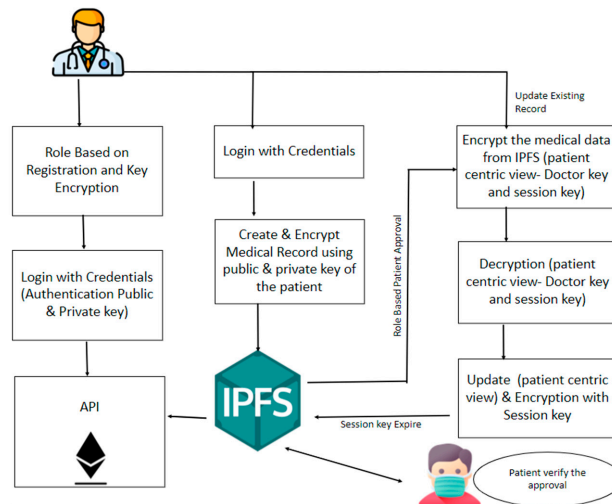 Update Existing
Record
Role Based on
Registration and Key
Encryption
Login with Credentials
Encrypt the medical data
from IPFS (patient
centric view- Doctor key
and session key)
Create & Encrypt
Medical Record using
public & private key of
the patient
Role Based Patient Approval
Login with Credentials
(Authentication Public
& Private key)
Decryption (patient
centric view- Doctor key
and session key)
API
IPFS
Update  (patient centric
view) & Encryption with
Session key
Session key Expire
Patient verify the
approval